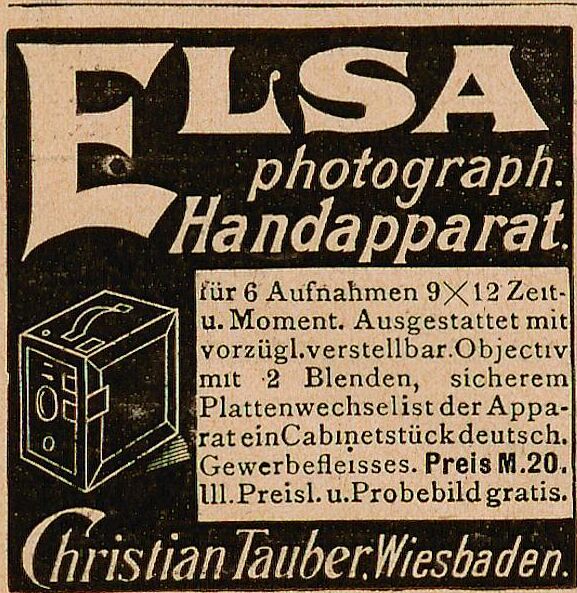 ELSA
photograph.
Handapparat.
für 6 Aufnahmen 9×12 Zeit-
u. Moment. Ausgestattet mit
vorzügl. verstellbar. Objectiv
mit 2 Blenden, sicherem
Plattenwechsel ist der Appa-
rat ein Cabinetstück deutsch.
Gewerbefleisses. Preis M. 20.
Ill. Preisl. u. Probebild gratis.
Christian Tauber, Wiesbaden.